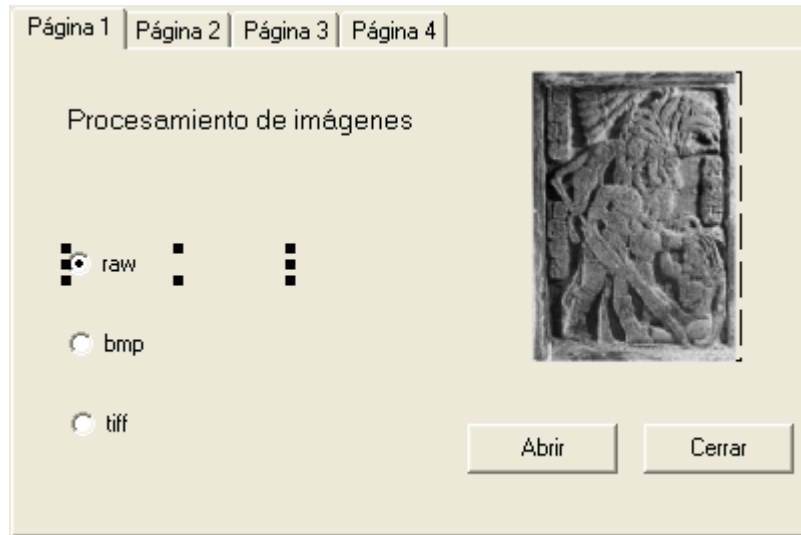 Página 1 Página 2 Página 3 Página 4
Procesamiento de imágenes
raw
bmp
tiff
Abrir Cerrar